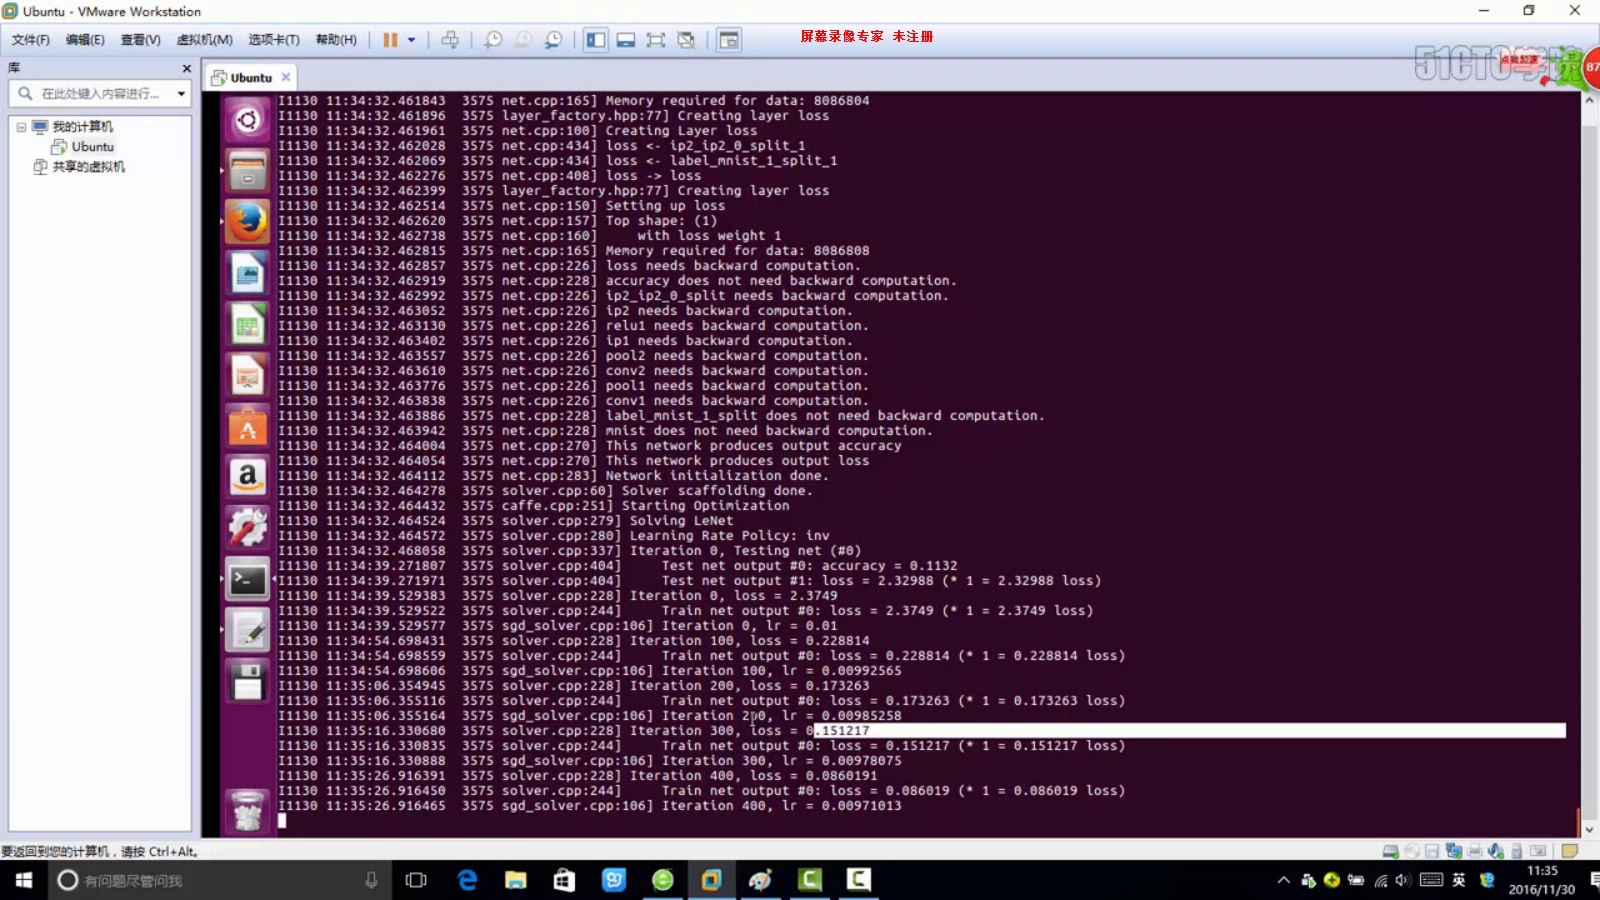 Ubuntu - VMware Workstation
文件(F) 编辑(E) 查看(V) 虚拟机(M) 选项卡(T) 帮助(H)
屏幕录像专家 未注册
51CTO学院
87
库
在此处键入内容进行...
我的计算机
Ubuntu
共享的虚拟机
Ubuntu
I1130 11:34:32.461843  3575 net.cpp:165] Memory required for data: 8086804
I1130 11:34:32.461896  3575 layer_factory.hpp:77] Creating layer loss
I1130 11:34:32.461961  3575 net.cpp:100] Creating Layer loss
I1130 11:34:32.462028  3575 net.cpp:434] loss <- ip2_ip2_0_split_1
I1130 11:34:32.462069  3575 net.cpp:434] loss <- label_mnist_1_split_1
I1130 11:34:32.462276  3575 net.cpp:408] loss -> loss
I1130 11:34:32.462399  3575 layer_factory.hpp:77] Creating layer loss
I1130 11:34:32.462514  3575 net.cpp:150] Setting up loss
I1130 11:34:32.462620  3575 net.cpp:157] Top shape: (1)
I1130 11:34:32.462738  3575 net.cpp:160]     with loss weight 1
I1130 11:34:32.462815  3575 net.cpp:165] Memory required for data: 8086808
I1130 11:34:32.462857  3575 net.cpp:226] loss needs backward computation.
I1130 11:34:32.462919  3575 net.cpp:228] accuracy does not need backward computation.
I1130 11:34:32.462992  3575 net.cpp:226] ip2_ip2_0_split needs backward computation.
I1130 11:34:32.463052  3575 net.cpp:226] ip2 needs backward computation.
I1130 11:34:32.463130  3575 net.cpp:226] relu1 needs backward computation.
I1130 11:34:32.463402  3575 net.cpp:226] ip1 needs backward computation.
I1130 11:34:32.463557  3575 net.cpp:226] pool2 needs backward computation.
I1130 11:34:32.463610  3575 net.cpp:226] conv2 needs backward computation.
I1130 11:34:32.463776  3575 net.cpp:226] pool1 needs backward computation.
I1130 11:34:32.463838  3575 net.cpp:226] conv1 needs backward computation.
I1130 11:34:32.463886  3575 net.cpp:228] label_mnist_1_split does not need backward computation.
I1130 11:34:32.463942  3575 net.cpp:228] mnist does not need backward computation.
I1130 11:34:32.464004  3575 net.cpp:270] This network produces output accuracy
I1130 11:34:32.464054  3575 net.cpp:270] This network produces output loss
I1130 11:34:32.464112  3575 net.cpp:283] Network initialization done.
I1130 11:34:32.464278  3575 solver.cpp:60] Solver scaffolding done.
I1130 11:34:32.464432  3575 caffe.cpp:251] Starting Optimization
I1130 11:34:32.464524  3575 solver.cpp:279] Solving LeNet
I1130 11:34:32.464572  3575 solver.cpp:280] Learning Rate Policy: inv
I1130 11:34:32.468058  3575 solver.cpp:337] Iteration 0, Testing net (#0)
I1130 11:34:39.271807  3575 solver.cpp:404]     Test net output #0: accuracy = 0.1132
I1130 11:34:39.271971  3575 solver.cpp:404]     Test net output #1: loss = 2.32988 (* 1 = 2.32988 loss)
I1130 11:34:39.529383  3575 solver.cpp:228] Iteration 0, loss = 2.3749
I1130 11:34:39.529522  3575 solver.cpp:244]     Train net output #0: loss = 2.3749 (* 1 = 2.3749 loss)
I1130 11:34:39.529577  3575 sgd_solver.cpp:106] Iteration 0, lr = 0.01
I1130 11:34:54.698431  3575 solver.cpp:228] Iteration 100, loss = 0.228814
I1130 11:34:54.698559  3575 solver.cpp:244]     Train net output #0: loss = 0.228814 (* 1 = 0.228814 loss)
I1130 11:34:54.698606  3575 sgd_solver.cpp:106] Iteration 100, lr = 0.00992565
I1130 11:35:06.354945  3575 solver.cpp:228] Iteration 200, loss = 0.173263
I1130 11:35:06.355116  3575 solver.cpp:244]     Train net output #0: loss = 0.173263 (* 1 = 0.173263 loss)
I1130 11:35:06.355164  3575 sgd_solver.cpp:106] Iteration 200, lr = 0.00985258
I1130 11:35:16.330680  3575 solver.cpp:228] Iteration 300, loss = 0.151217
I1130 11:35:16.330835  3575 solver.cpp:244]     Train net output #0: loss = 0.151217 (* 1 = 0.151217 loss)
I1130 11:35:16.330888  3575 sgd_solver.cpp:106] Iteration 300, lr = 0.00978075
I1130 11:35:26.916391  3575 solver.cpp:228] Iteration 400, loss = 0.0860191
I1130 11:35:26.916450  3575 solver.cpp:244]     Train net output #0: loss = 0.086019 (* 1 = 0.086019 loss)
I1130 11:35:26.916465  3575 sgd_solver.cpp:106] Iteration 400, lr = 0.00971013
要返回到您的计算机，请按 Ctrl+Alt。
有问题尽管问我
英
11:35
2016/11/30